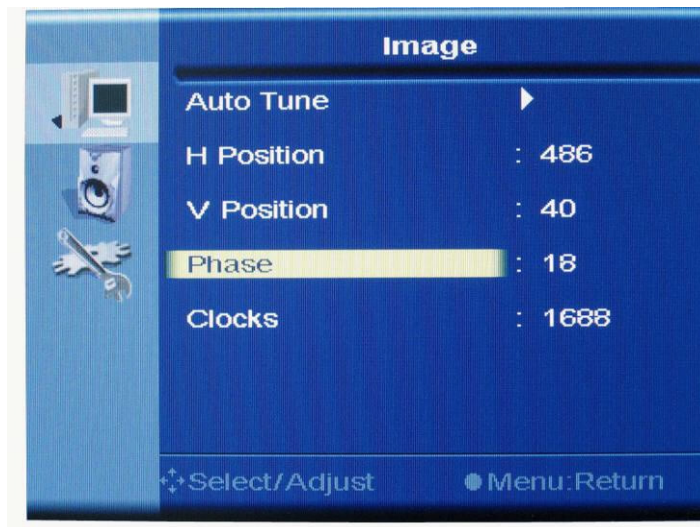 Image
Auto Tune
H Position : 486
V Position : 40
Phase : 18
Clocks : 1688
Select/Adjust Menu:Return